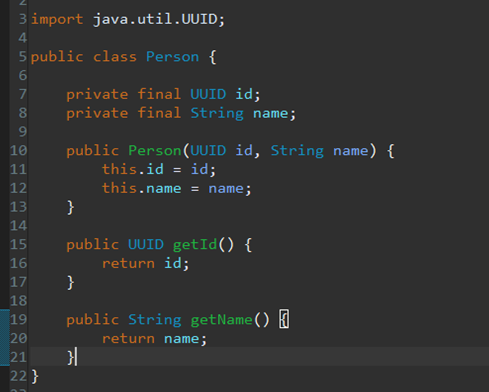 3 import java.util.UUID;
4
5 public class Person {
6
7     private final UUID id;
8     private final String name;
9
10     public Person(UUID id, String name) {
11         this.id = id;
12         this.name = name;
13     }
14
15     public UUID getId() {
16         return id;
17     }
18
19     public String getName() {
20         return name;
21     }
22 }